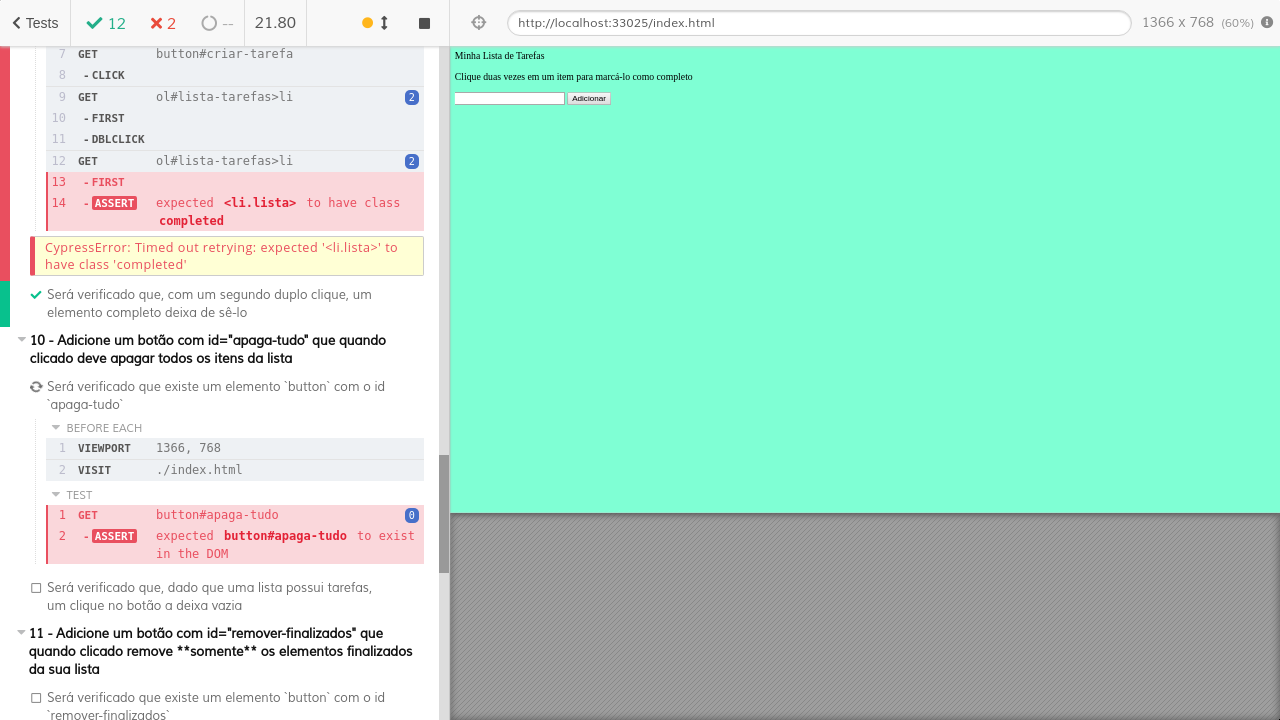 Tests 12 2 -- 21.80 http://localhost:33025/index.html 1366 x 768 (60%)
7 GET button#criar-tarefa
8 - CLICK
9 GET ol#lista-tarefas>li 2
10 - FIRST
11 - DBLCLICK
12 GET ol#lista-tarefas>li 2
13 - FIRST
14 - ASSERT expected <li.lista> to have class
completed
CypressError: Timed out retrying: expected '<li.lista>' to
have class 'completed'
Será verificado que, com um segundo duplo clique, um
elemento completo deixa de sê-lo
10 - Adicione um botão com id="apaga-tudo" que quando
clicado deve apagar todos os itens da lista
Será verificado que existe um elemento `button` com o id
`apaga-tudo`
BEFORE EACH
1 VIEWPORT 1366, 768
2 VISIT ./index.html
TEST
1 GET button#apaga-tudo 0
2 - ASSERT expected button#apaga-tudo to exist
in the DOM
Será verificado que, dado que uma lista possui tarefas,
um clique no botão a deixa vazia
11 - Adicione um botão com id="remover-finalizados" que
quando clicado remove **somente** os elementos finalizados
da sua lista
Será verificado que existe um elemento `button` com o id
`remover-finalizados`
Minha Lista de Tarefas
Clique duas vezes em um item para marcá-lo como completo
Adicionar